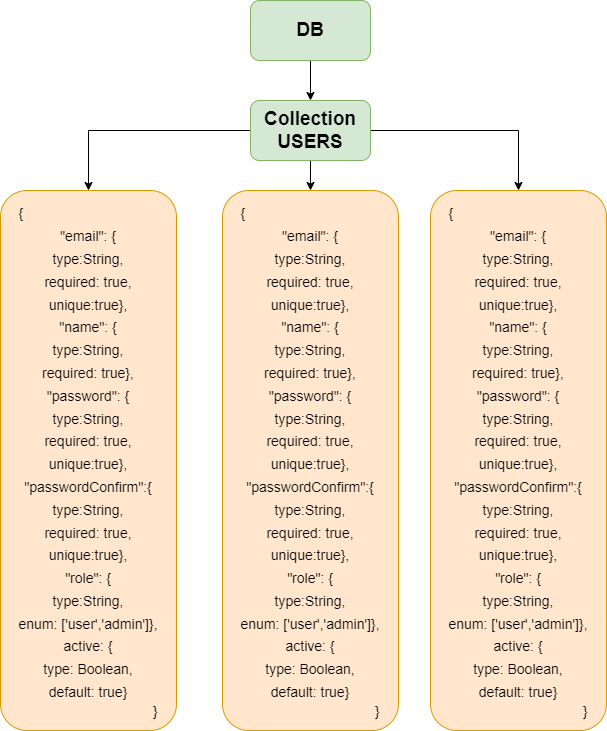 DB
Collection
USERS
{
"email": {
type:String,
required: true,
unique:true},
"name": {
type:String,
required: true},
"password": {
type:String,
required: true,
unique:true},
"passwordConfirm":{
type:String,
required: true,
unique:true},
"role": {
type:String,
enum: ['user','admin']},
active: {
type: Boolean,
default: true}
}
{
"email": {
type:String,
required: true,
unique:true},
"name": {
type:String,
required: true},
"password": {
type:String,
required: true,
unique:true},
"passwordConfirm":{
type:String,
required: true,
unique:true},
"role": {
type:String,
enum: ['user','admin']},
active: {
type: Boolean,
default: true}
}
{
"email": {
type:String,
required: true,
unique:true},
"name": {
type:String,
required: true},
"password": {
type:String,
required: true,
unique:true},
"passwordConfirm":{
type:String,
required: true,
unique:true},
"role": {
type:String,
enum: ['user','admin']},
active: {
type: Boolean,
default: true}
}